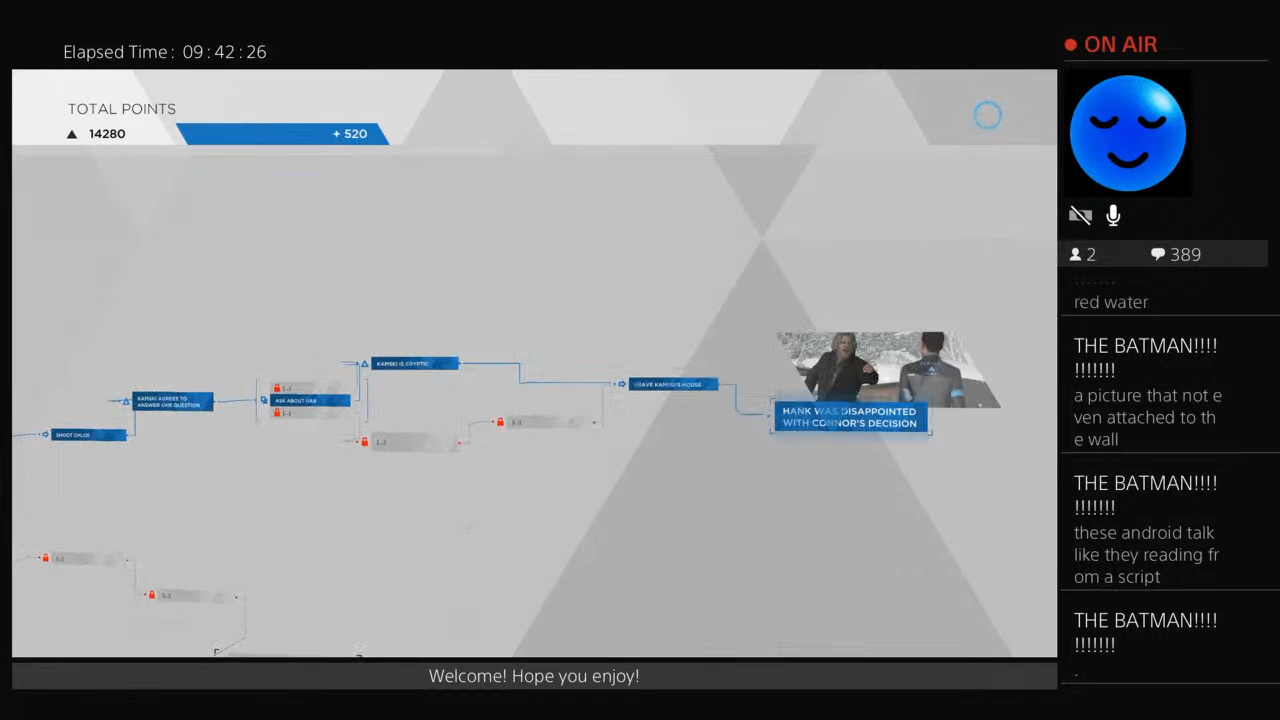 Elapsed Time: 09:42:26
ON AIR
TOTAL POINTS
14280
+ 520
2
389
red water
THE BATMAN!!!!
!!!!!!!
a picture that not e
ven attached to th
e wall
THE BATMAN!!!!
!!!!!!!
these android talk
like they reading fr
om a script
THE BATMAN!!!!
!!!!!!!
.
KAMSKI IS CRYPTIC
KAMSKI AGREES TO
ANSWER ONE QUESTION
ASK ABOUT
SHOOT CHLOE
LEAVE KAMSKI'S HOUSE
HANK WAS DISAPPOINTED
WITH CONNOR'S DECISION
Welcome! Hope you enjoy!